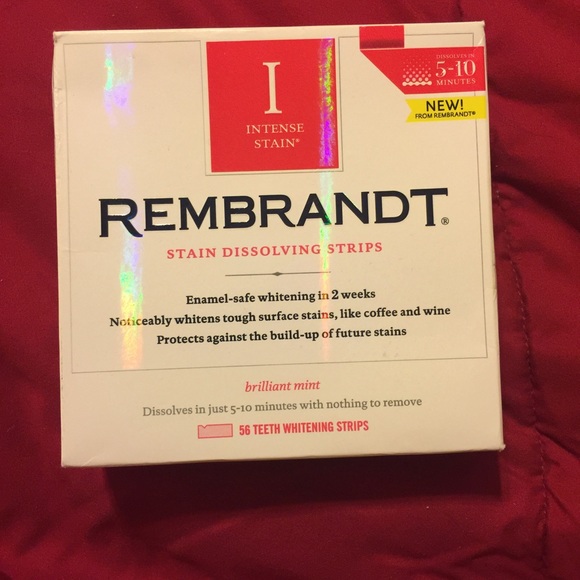 I
INTENSE
STAIN®
DISSOLVES IN
5-10
MINUTES
NEW!
FROM REMBRANDT®
REMBRANDT®
STAIN DISSOLVING STRIPS
Enamel-safe whitening in 2 weeks
Noticeably whitens tough surface stains, like coffee and wine
Protects against the build-up of future stains
brilliant mint
Dissolves in just 5-10 minutes with nothing to remove
56 TEETH WHITENING STRIPS